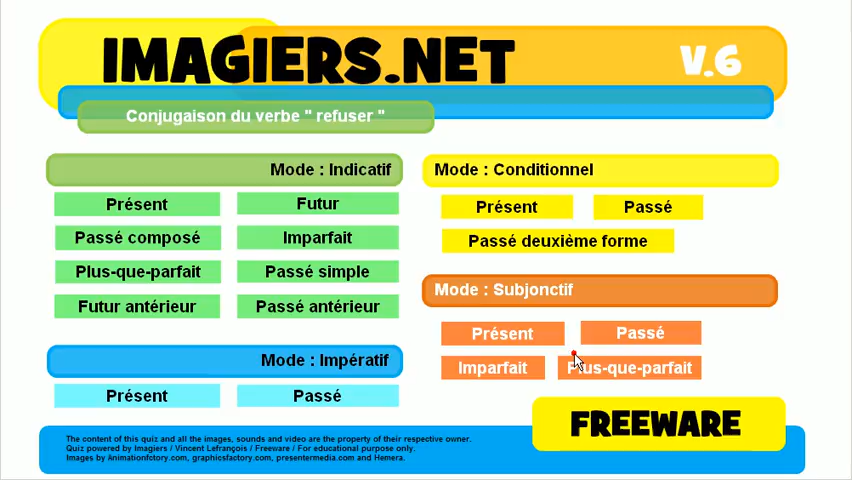 IMAGIERS.NET
V.6
Conjugaison du verbe " refuser "
Mode : Indicatif
Présent
Futur
Passé composé
Imparfait
Plus-que-parfait
Passé simple
Futur antérieur
Passé antérieur
Mode : Impératif
Présent
Passé
Mode : Conditionnel
Présent
Passé
Passé deuxième forme
Mode : Subjonctif
Présent
Passé
Imparfait
Plus-que-parfait
FREEWARE
The content of this quiz and all the images, sounds and video are the property of their respective owner.
Quiz powered by Imagiers / Vincent Lefrançois / Freeware / For educational purpose only.
Images by Animationfctory.com, graphicsfactory.com, presentermedia.com and Hemera.